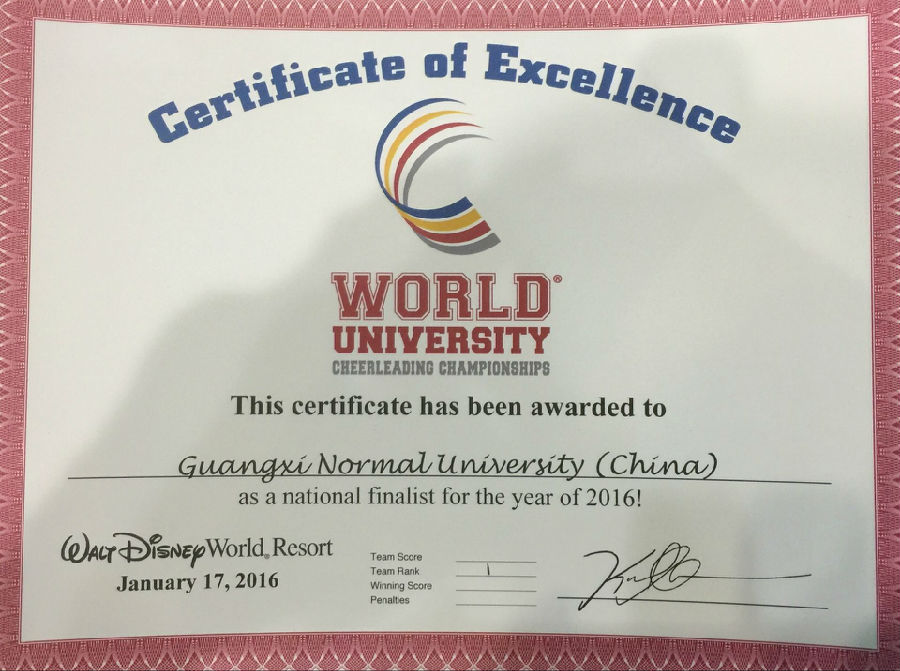 Certificate of Excellence
WORLD®
UNIVERSITY
CHEERLEADING CHAMPIONSHIPS
This certificate has been awarded to
Guangxi Normal University (China)
as a national finalist for the year of 2016!
WALT DISNEY World® Resort
January 17, 2016
Team Score
Team Rank 1
Winning Score
Penalties